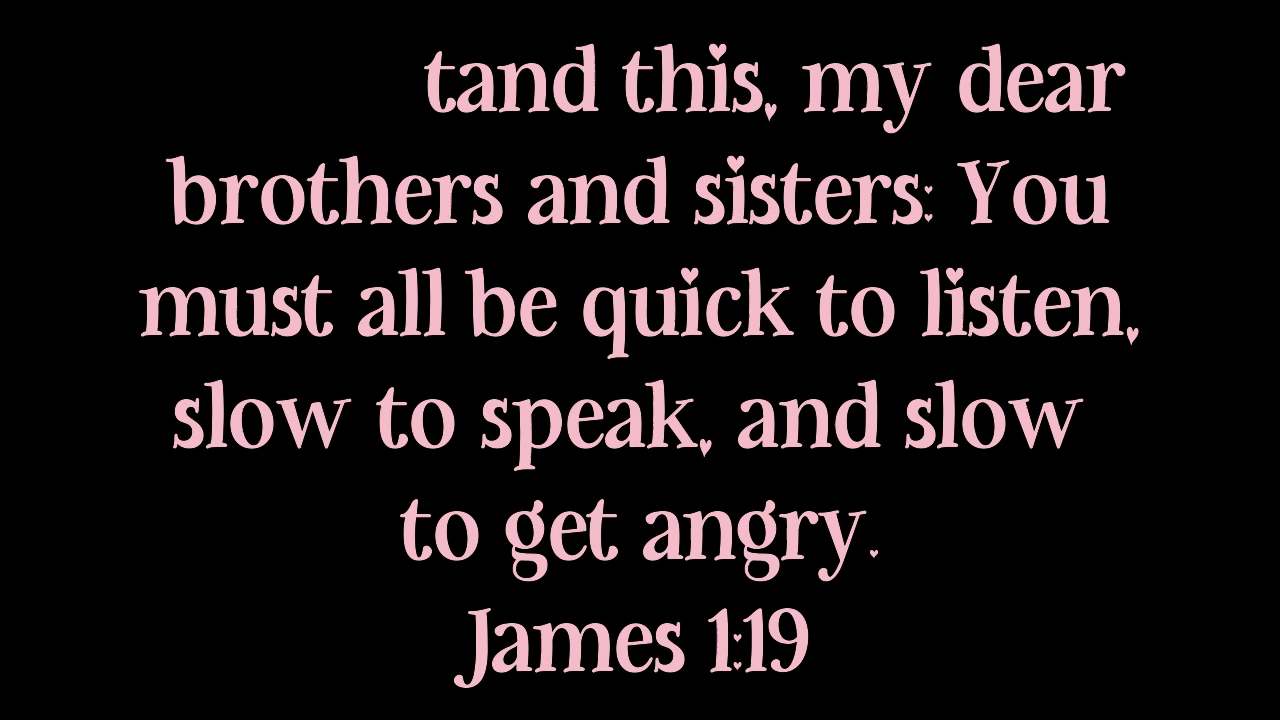 tand this, my dear
brothers and sisters: You
must all be quick to listen,
slow to speak, and slow
to get angry.
James 1:19